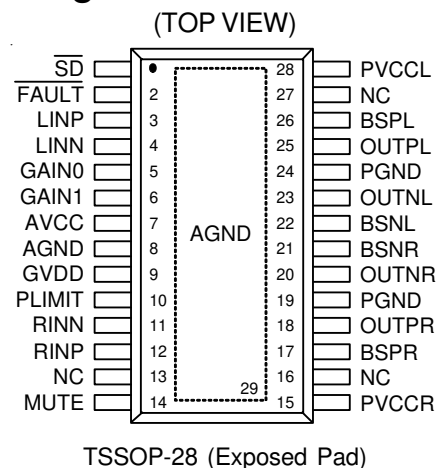 (TOP VIEW)
SD 28 PVCCL
FAULT 2 27 NC
LINP 3 26 BSPL
LINN 4 25 OUTPL
GAIN0 5 24 PGND
GAIN1 6 23 OUTNL
AVCC 7 22 BSNL
AGND 8 AGND 21 BSNR
GVDD 9 20 OUTNR
PLIMIT 10 19 PGND
RINN 11 18 OUTPR
RINP 12 17 BSPR
NC 13 29 16 NC
MUTE 14 15 PVCCR
TSSOP-28 (Exposed Pad)